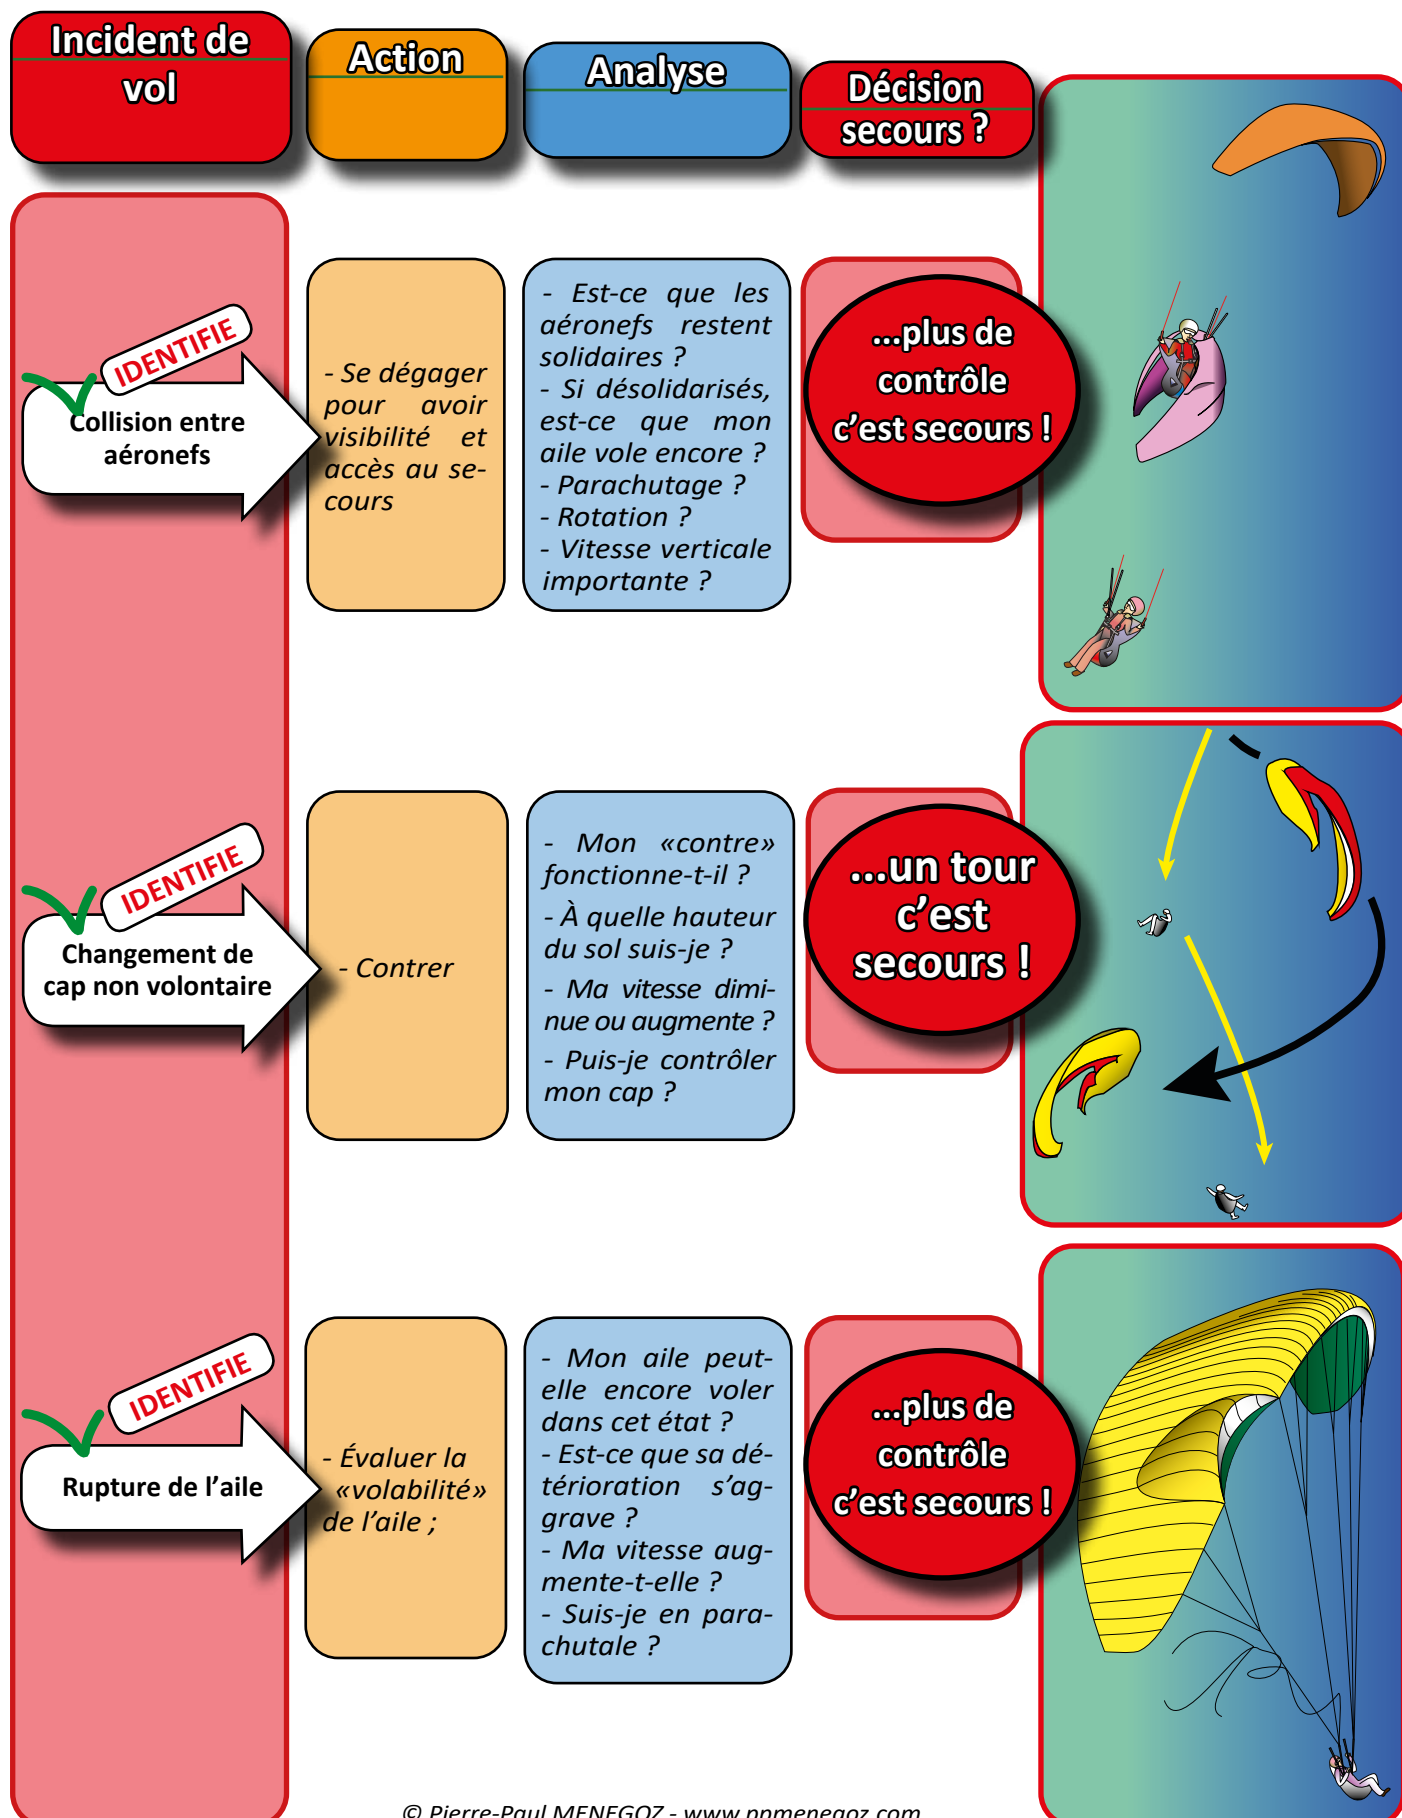 Incident de
vol
Action
Analyse
Décision
secours ?
IDENTIFIE
Collision entre
aéronefs
- Se dégager
pour avoir
visibilité et
accès au se-
cours
- Est-ce que les
aéronefs restent
solidaires ?
- Si désolidarisés,
est-ce que mon
aile vole encore ?
- Parachutage ?
- Rotation ?
- Vitesse verticale
importante ?
...plus de
contrôle
c'est secours !
IDENTIFIE
Changement de
cap non volontaire
- Contrer
- Mon «contre»
fonctionne-t-il ?
- À quelle hauteur
du sol suis-je ?
- Ma vitesse dimi-
nue ou augmente ?
- Puis-je contrôler
mon cap ?
...un tour
c'est
secours !
IDENTIFIE
Rupture de l'aile
- Évaluer la
«volabilité»
de l'aile ;
- Mon aile peut-
elle encore voler
dans cet état ?
- Est-ce que sa dé-
térioration s'ag-
grave ?
- Ma vitesse aug-
mente-t-elle ?
- Suis-je en para-
chutale ?
...plus de
contrôle
c'est secours !
© Pierre-Paul MENEGOZ - www.ppmenegoz.com